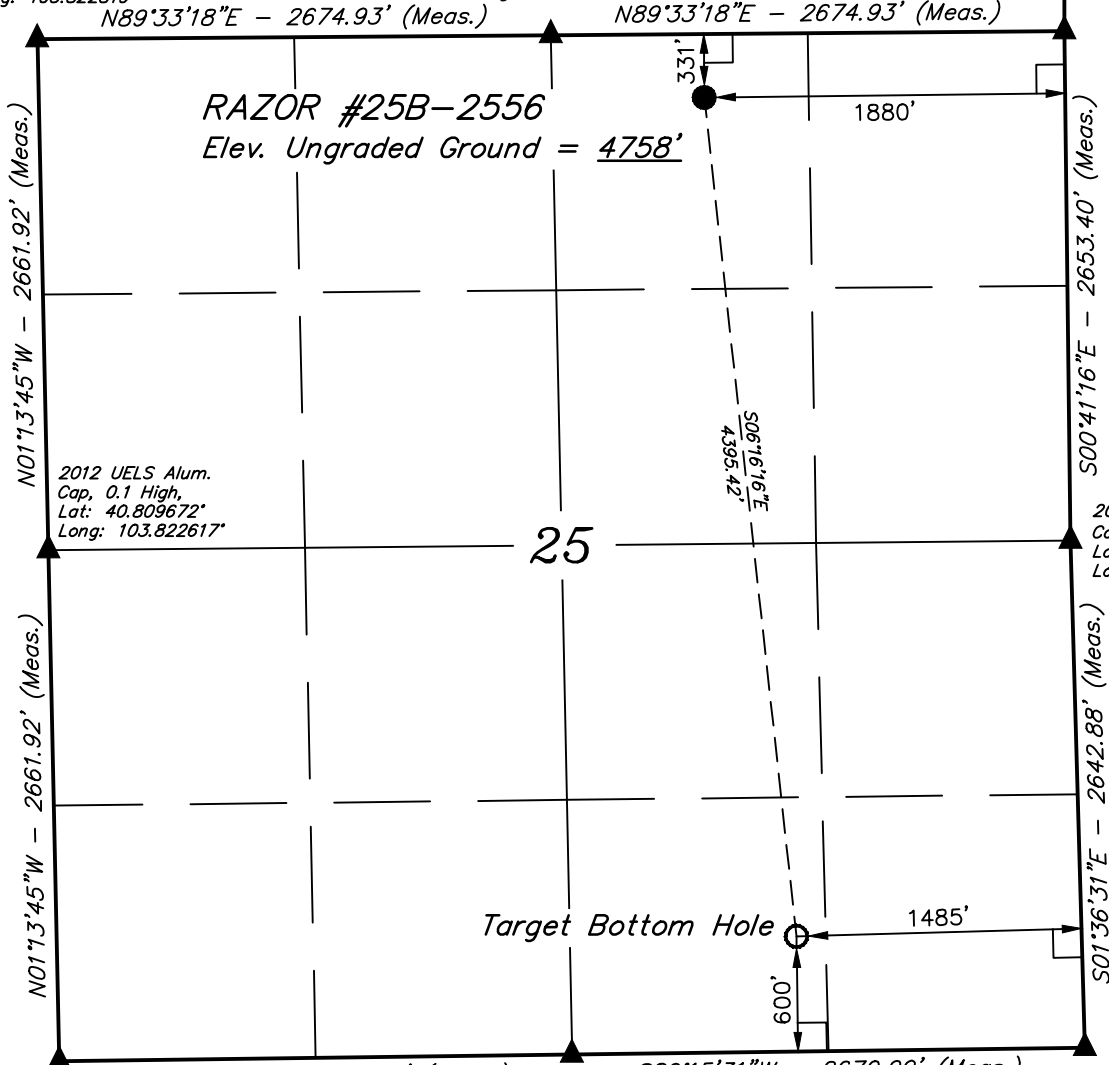 N89°33'18"E - 2674.93' (Meas.)
N89°33'18"E - 2674.93' (Meas.)
331'
RAZOR #25B-2556
1880'
Elev. Ungraded Ground = 4758'
N01°13'45"W - 2661.92' (Meas.)
S00°41'16"E - 2653.40' (Meas.)
S06°16'16"E
4395.42'
2012 UELS Alum.
Cap, 0.1 High,
Lat: 40.809672°
Long: 103.822617°
25
N01°13'45"W - 2661.92' (Meas.)
S01°36'31"E - 2642.88' (Meas.)
Target Bottom Hole
1485'
600'